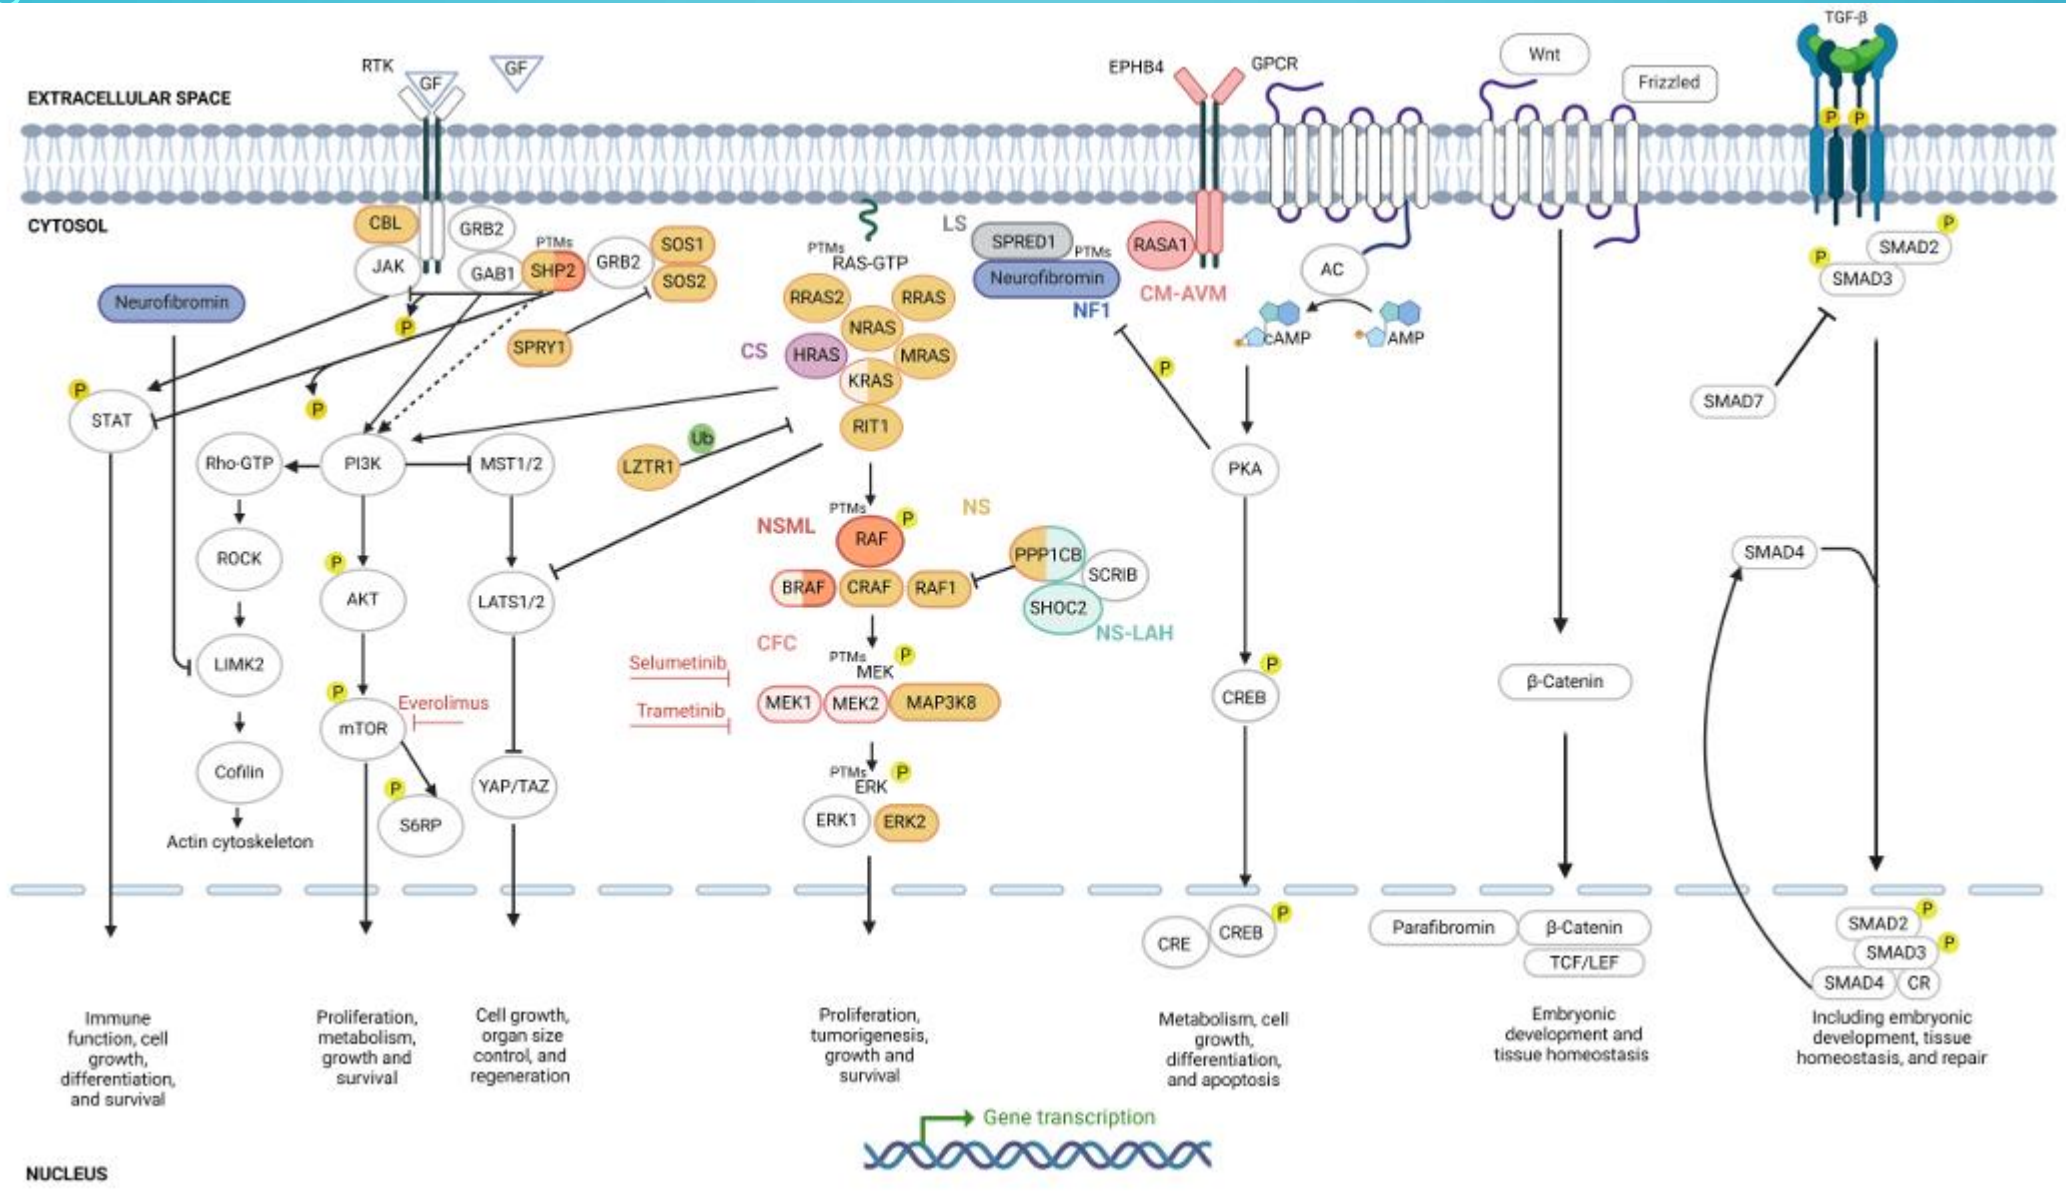 TGF-β
RTK
GF
GF
EPHB4
GPCR
Wnt
Frizzled
EXTRACELLULAR SPACE
P
P
CYTOSOL
CBL
GRB2
JAK
GAB1
PTMs
SHP2
GRB2
SOS1
SOS2
SPRY1
P
P
Neurofibromin
P
STAT
PTMs
RAS-GTP
RRAS2
RRAS
NRAS
CS
HRAS
MRAS
KRAS
RIT1
LS
SPRED1
PTMs
Neurofibromin
NF1
RASA1
CM-AVM
AC
cAMP
AMP
P
PKA
P
SMAD2
P
SMAD3
SMAD7
Rho-GTP
PI3K
MST1/2
LZTR1
Ub
ROCK
P
AKT
LATS1/2
LIMK2
P
mTOR
Everolimus
Cofilin
P
S6RP
YAP/TAZ
Actin cytoskeleton
NSML
PTMs
RAF
P
NS
BRAF
CRAF
RAF1
PPP1CB
SCRIB
SHOC2
NS-LAH
CFC
Selumetinib
Trametinib
PTMs
MEK
P
MEK1
MEK2
MAP3K8
PTMs
ERK
P
ERK1
ERK2
P
CREB
β-Catenin
SMAD4
CRE
CREB
P
Parafibromin
β-Catenin
TCF/LEF
SMAD2
P
SMAD3
P
SMAD4
CR
Immune
function, cell
growth,
differentiation,
and survival
Proliferation,
metabolism,
growth and
survival
Cell growth,
organ size
control, and
regeneration
Proliferation,
tumorigenesis,
growth and
survival
Metabolism, cell
growth,
differentiation,
and apoptosis
Embryonic
development and
tissue homeostasis
Including embryonic
development, tissue
homeostasis, and repair
Gene transcription
NUCLEUS